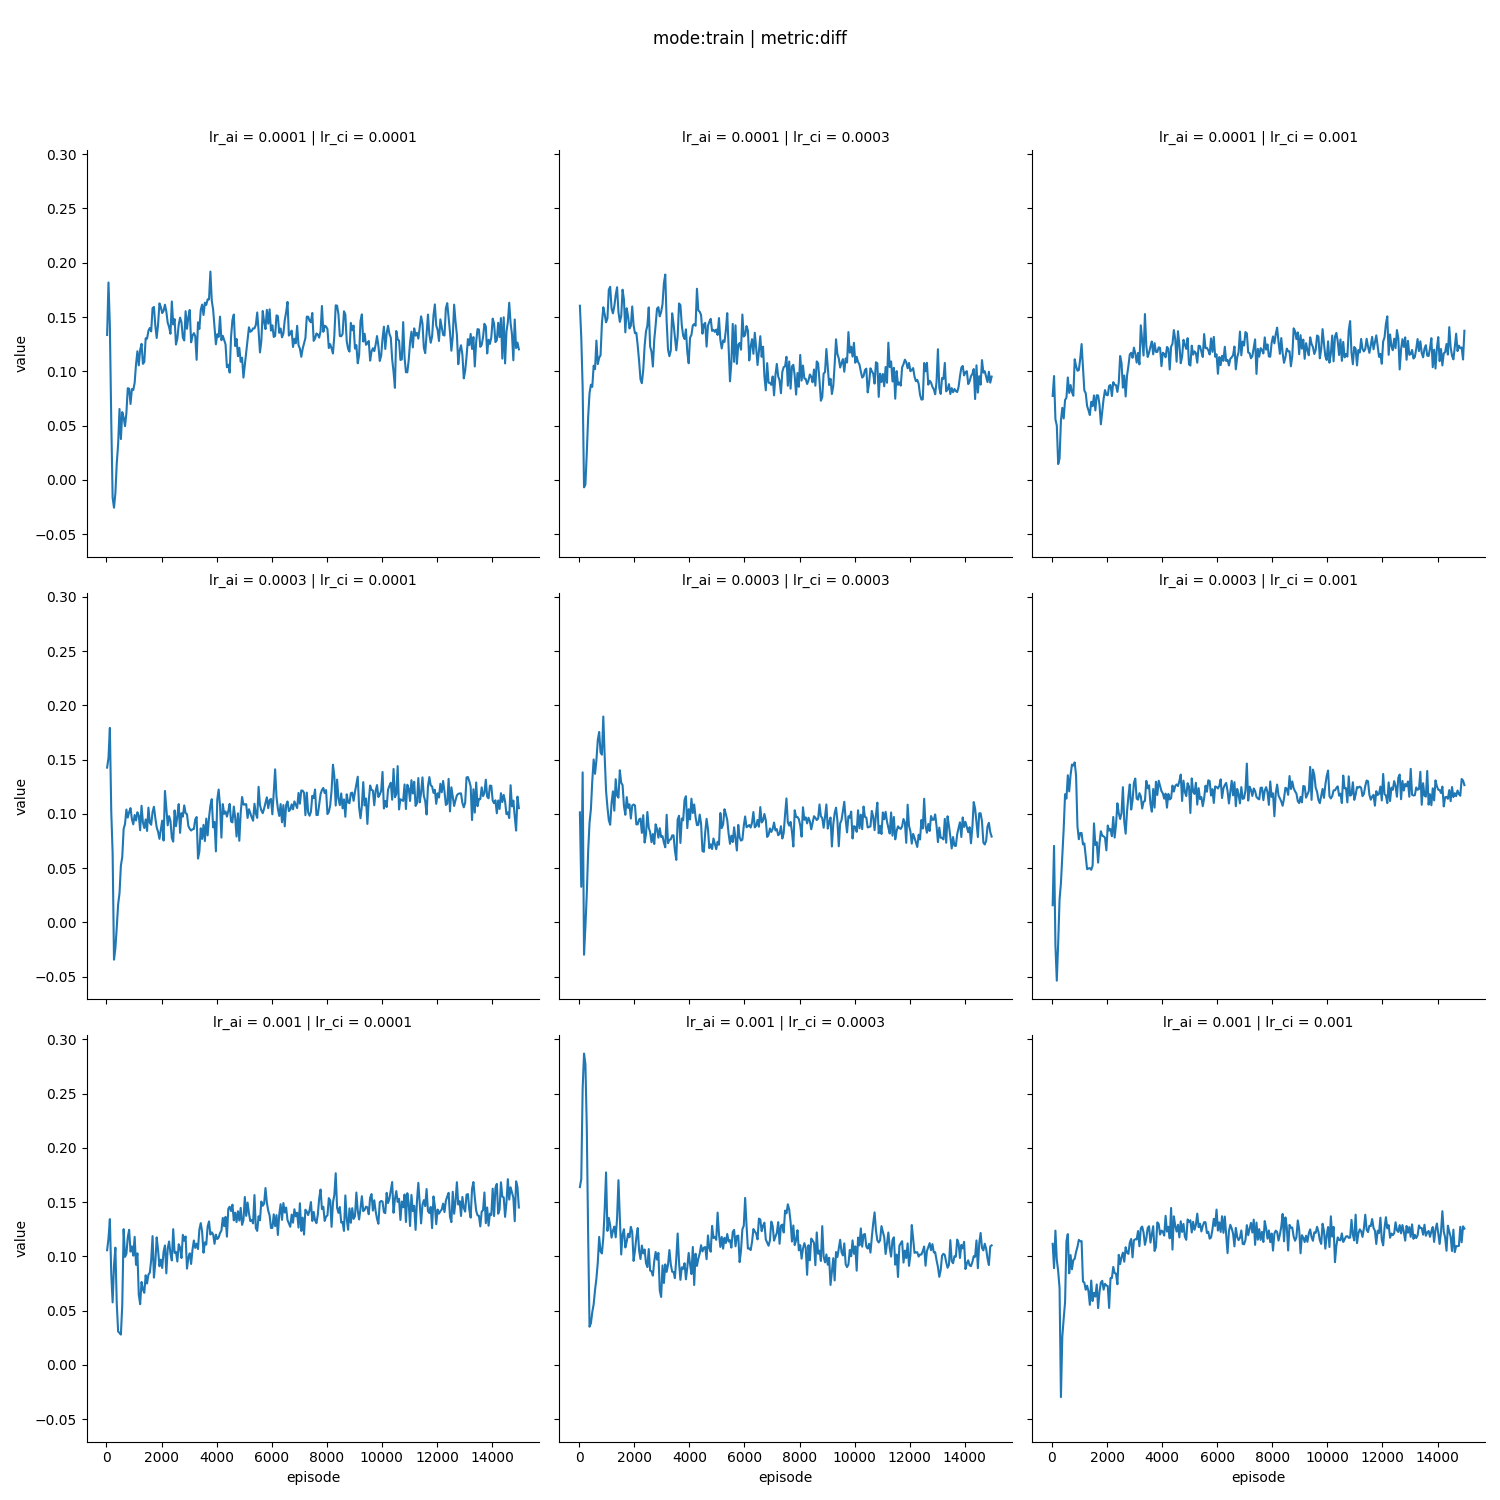 mode:train | metric:diff
lr_ai = 0.0001 | lr_ci = 0.0001
lr_ai = 0.0001 | lr_ci = 0.0003
lr_ai = 0.0001 | lr_ci = 0.001
0.30
0.25
0.20
0.15
0.10
0.05
0.00
−0.05
value
lr_ai = 0.0003 | lr_ci = 0.0001
lr_ai = 0.0003 | lr_ci = 0.0003
lr_ai = 0.0003 | lr_ci = 0.001
0.30
0.25
0.20
0.15
0.10
0.05
0.00
−0.05
value
lr_ai = 0.001 | lr_ci = 0.0001
lr_ai = 0.001 | lr_ci = 0.0003
lr_ai = 0.001 | lr_ci = 0.001
0.30
0.25
0.20
0.15
0.10
0.05
0.00
−0.05
value
0 2000 4000 6000 8000 10000 12000 14000
0 2000 4000 6000 8000 10000 12000 14000
0 2000 4000 6000 8000 10000 12000 14000
episode
episode
episode